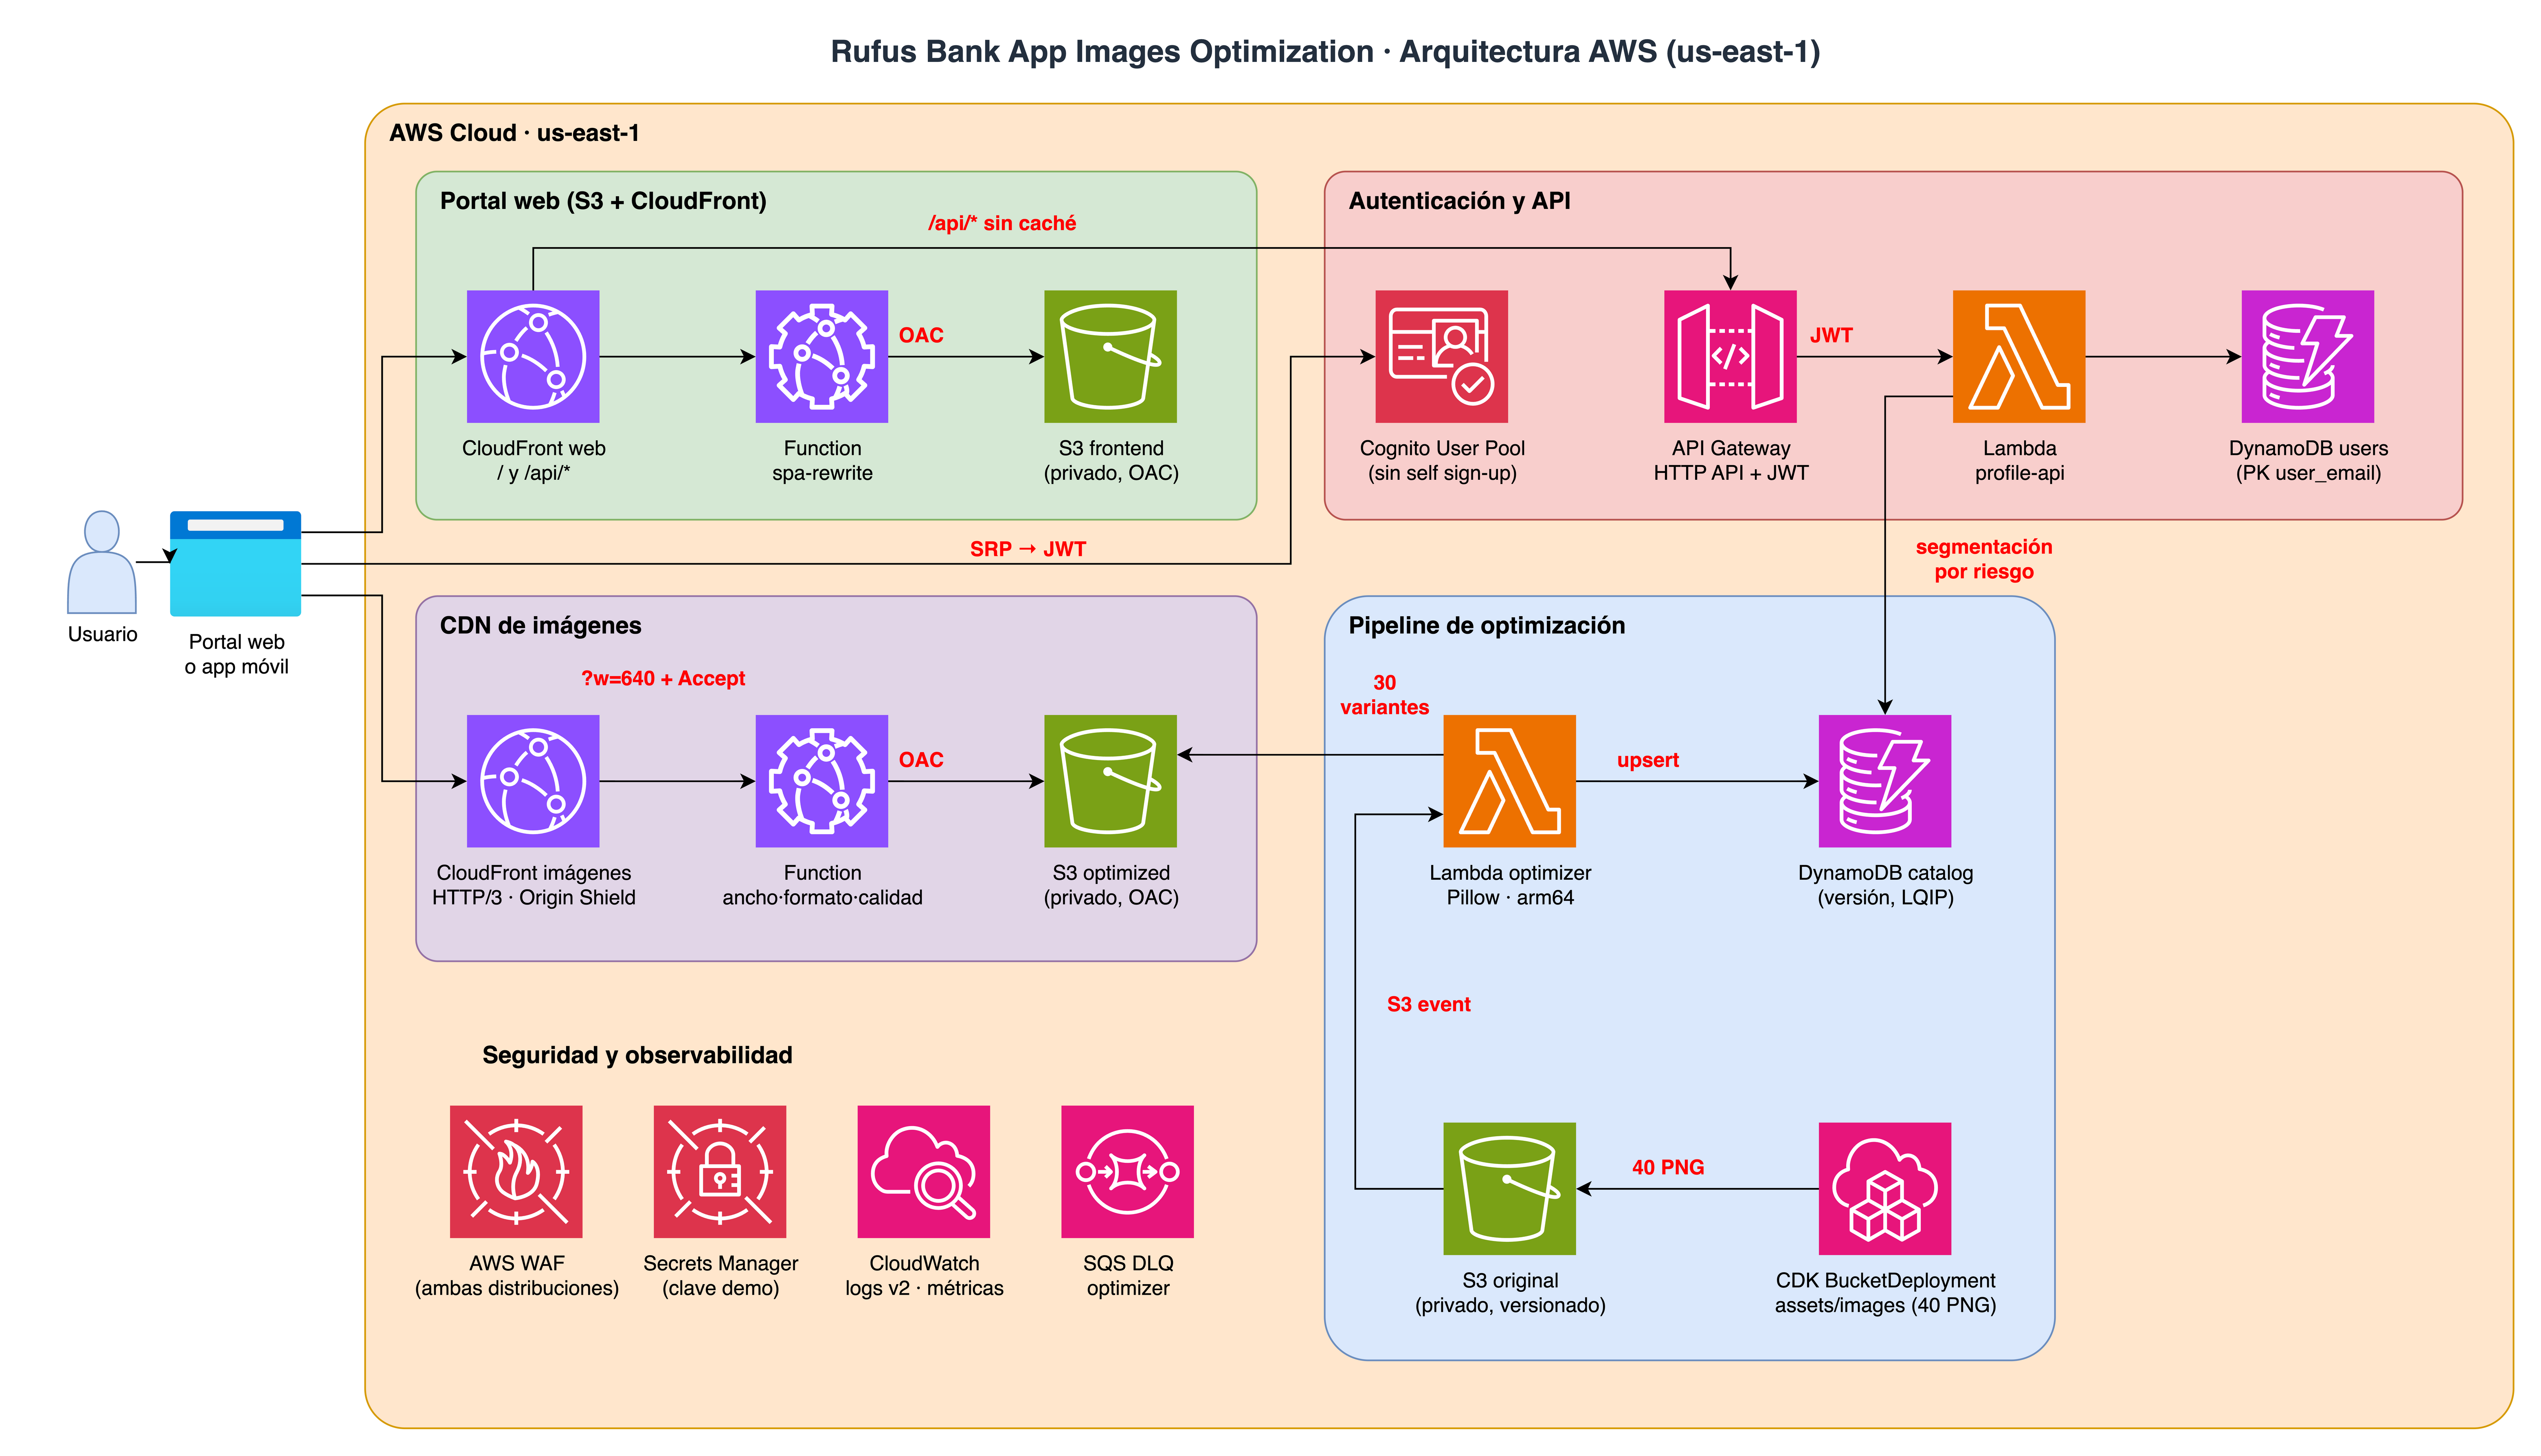 Rufus Bank App Images Optimization · Arquitectura AWS (us-east-1)
AWS Cloud · us-east-1
Portal web (S3 + CloudFront)
/api/* sin caché
OAC
CloudFront web
/ y /api/*
Function
spa-rewrite
S3 frontend
(privado, OAC)
Autenticación y API
JWT
Cognito User Pool
(sin self sign-up)
API Gateway
HTTP API + JWT
Lambda
profile-api
DynamoDB users
(PK user_email)
SRP → JWT
segmentación
por riesgo
Usuario
Portal web
o app móvil
CDN de imágenes
?w=640 + Accept
OAC
CloudFront imágenes
HTTP/3 · Origin Shield
Function
ancho·formato·calidad
S3 optimized
(privado, OAC)
Pipeline de optimización
30
variantes
upsert
Lambda optimizer
Pillow · arm64
DynamoDB catalog
(versión, LQIP)
S3 event
40 PNG
S3 original
(privado, versionado)
CDK BucketDeployment
assets/images (40 PNG)
Seguridad y observabilidad
AWS WAF
(ambas distribuciones)
Secrets Manager
(clave demo)
CloudWatch
logs v2 · métricas
SQS DLQ
optimizer